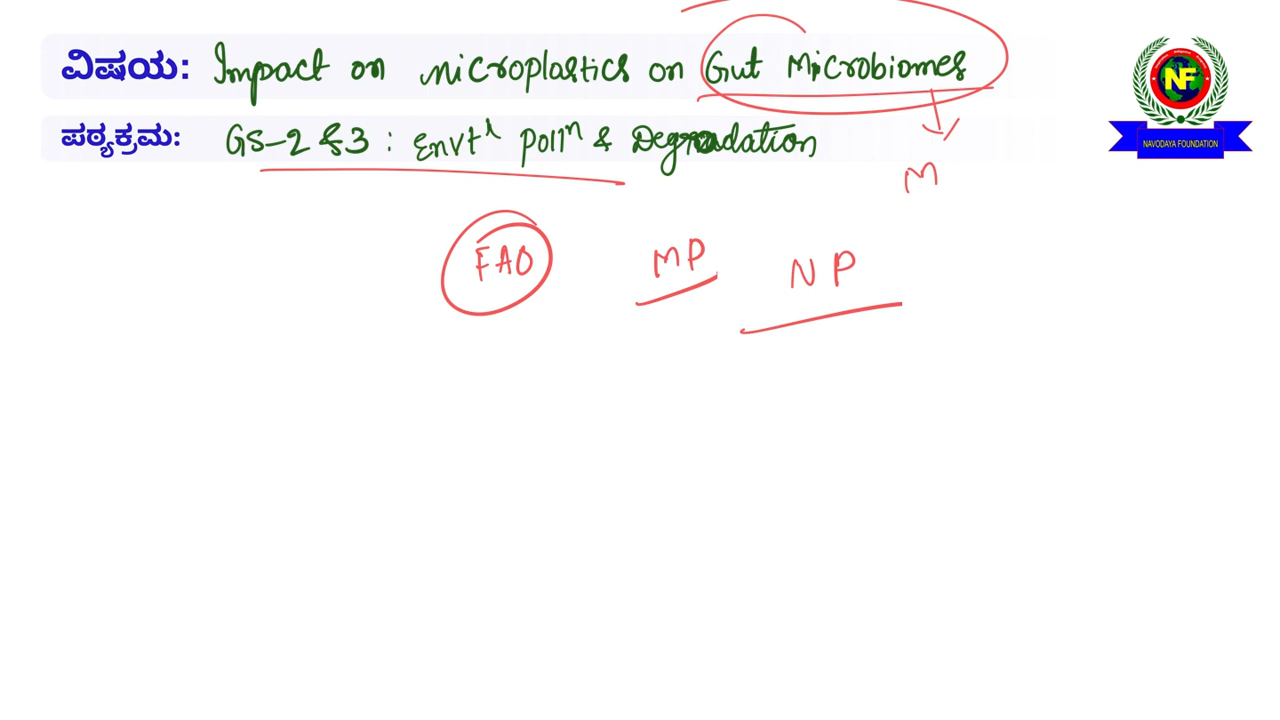 ವಿಷಯ: Impact on microplastics on Gut Microbiomes
ಪಠ್ಯಕ್ರಮ: GS-2 & 3 : Envtl Polln & Degradation
M
FAO MP NP
NF
NAVODAYA FOUNDATION